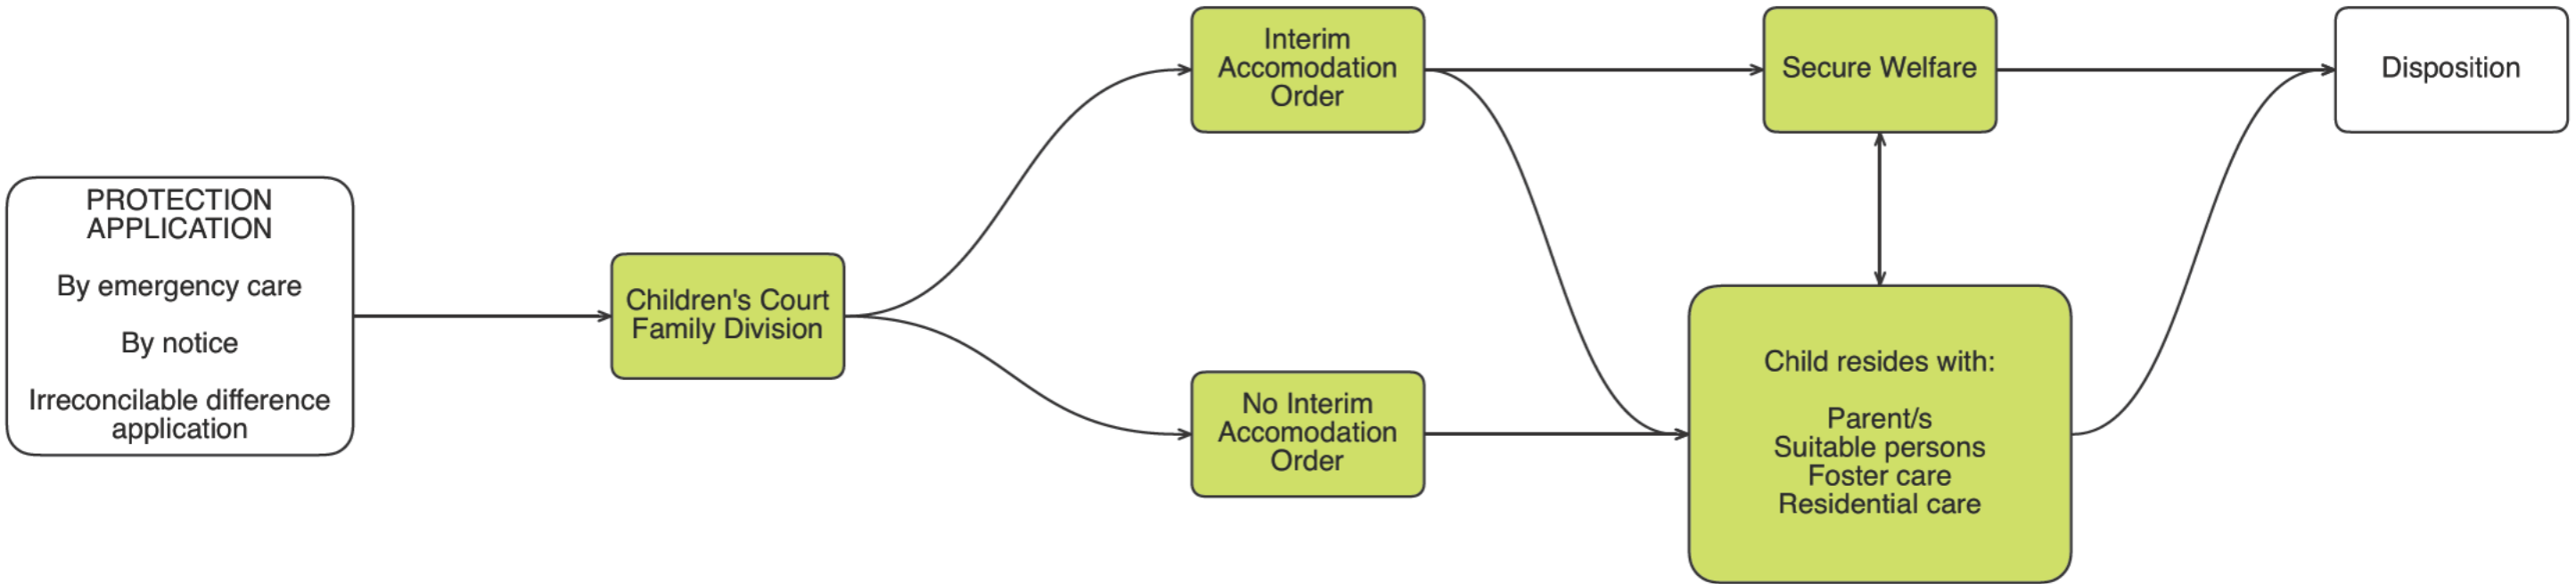 PROTECTION
APPLICATION
By emergency care
By notice
Irreconcilable difference
application
Children's Court
Family Division
Interim
Accomodation
Order
No Interim
Accomodation
Order
Secure Welfare
Child resides with:
Parent/s
Suitable persons
Foster care
Residential care
Disposition